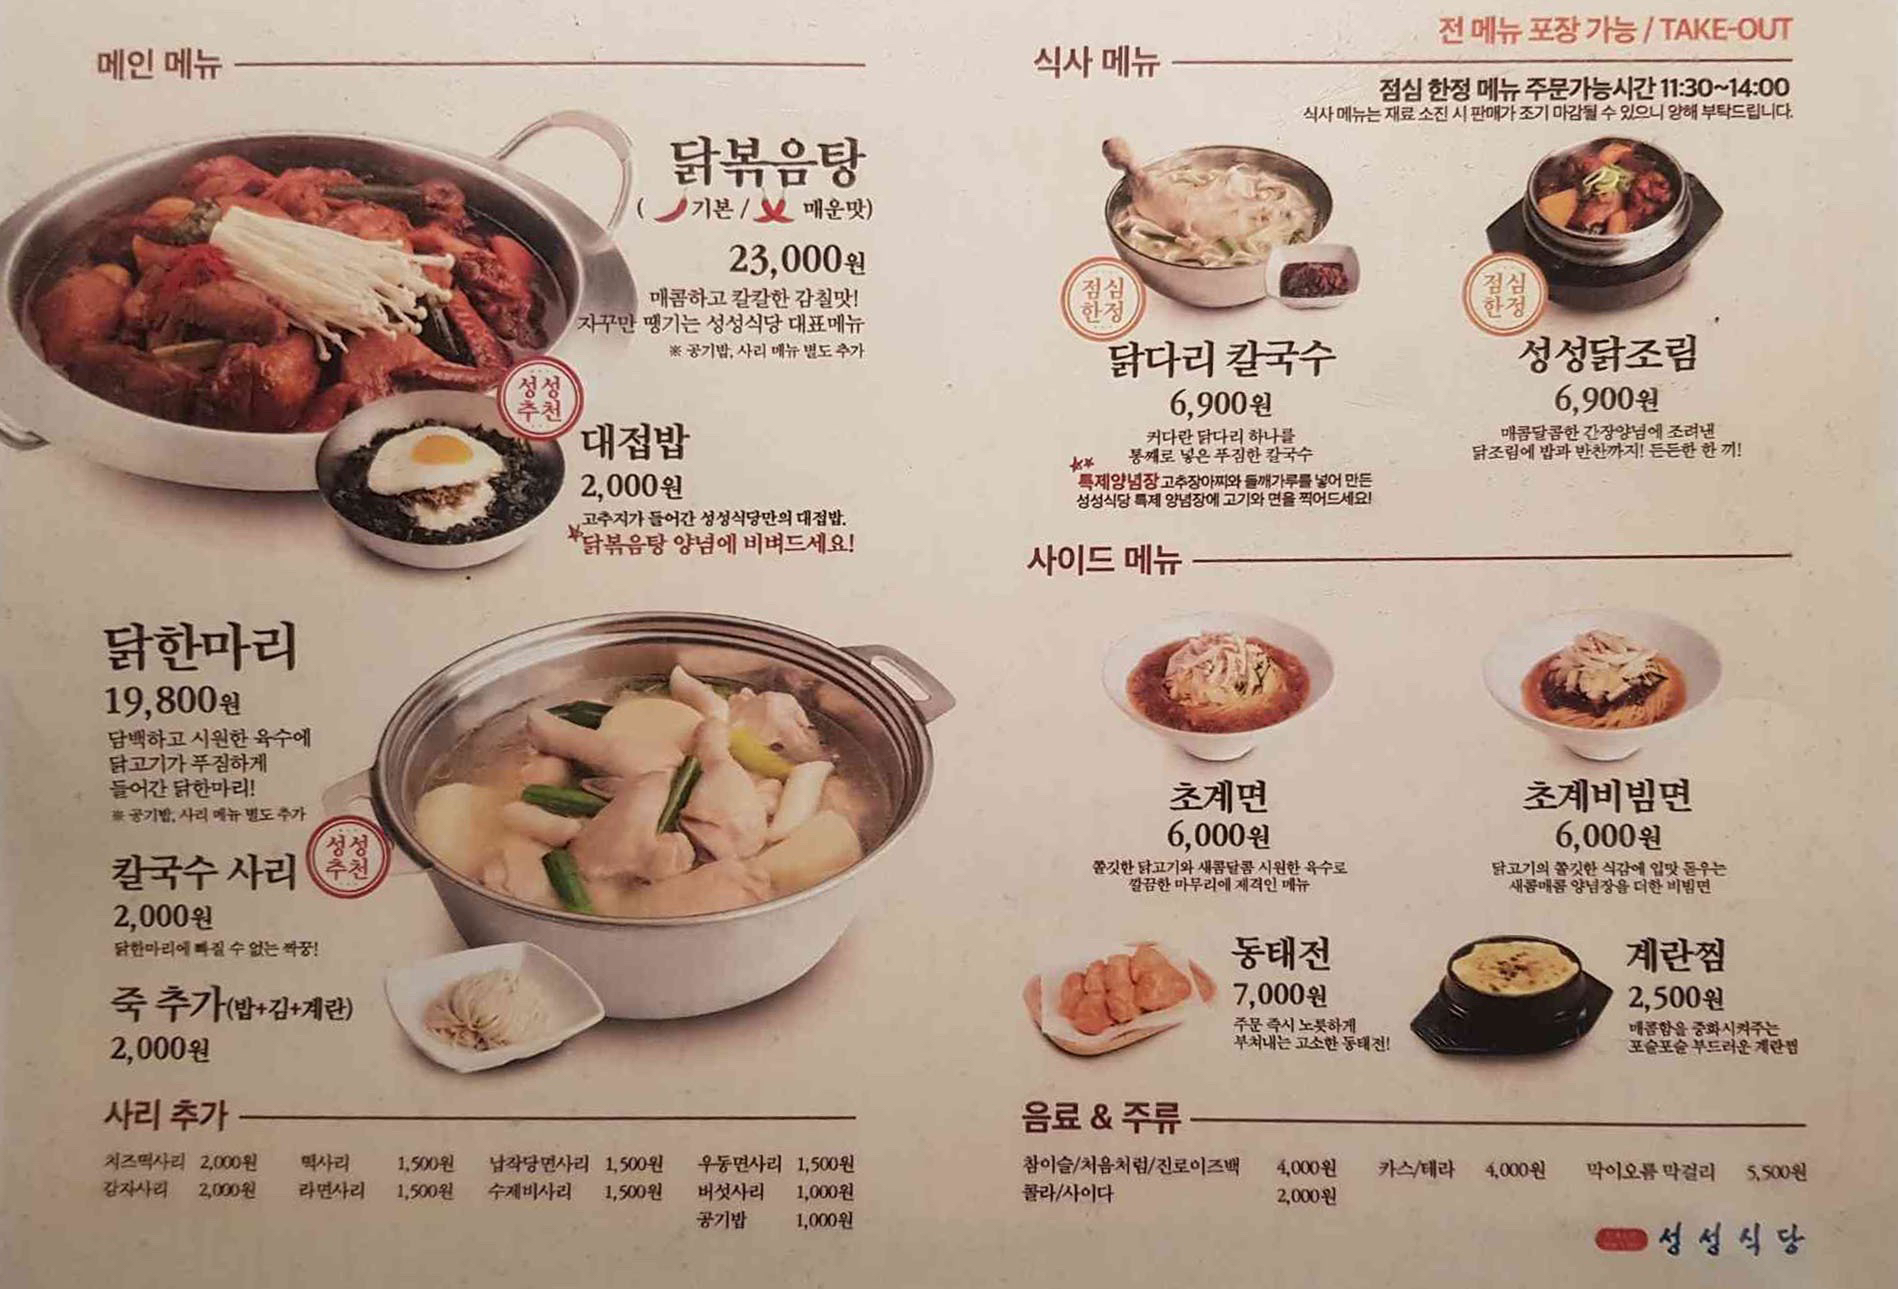 메인 메뉴
닭볶음탕
( 기본 / 매운맛)
23,000원
매콤하고 칼칼한 감칠맛!
자꾸만 땡기는 성성식당 대표메뉴
※ 공기밥, 사리 메뉴 별도 추가
성성
추천
대접밥
2,000원
고추지가 들어간 성성식당만의 대접밥.
닭볶음탕 양념에 비벼드세요!
닭한마리
19,800원
담백하고 시원한 육수에
닭고기가 푸짐하게
들어간 닭한마리!
※ 공기밥, 사리 메뉴 별도 추가
성성
추천
칼국수 사리
2,000원
닭한마리에 빠질 수 없는 짝꿍!
죽 추가(밥+김+계란)
2,000원
사리 추가
치즈떡사리 2,000원 떡사리 1,500원 납작당면사리 1,500원 우동면사리 1,500원
감자사리 2,000원 라면사리 1,500원 수제비사리 1,500원 버섯사리 1,000원
공기밥 1,000원
전 메뉴 포장 가능 / TAKE-OUT
식사 메뉴
점심 한정 메뉴 주문가능시간 11:30~14:00
식사 메뉴는 재료 소진 시 판매가 조기 마감될 수 있으니 양해 부탁드립니다.
점심
한정
닭다리 칼국수
6,900원
커다란 닭다리 하나를
통째로 넣은 푸짐한 칼국수
특제양념장 고추장아찌와 들깨가루를 넣어 만든
성성식당 특제 양념장에 고기와 면을 찍어드세요!
점심
한정
성성닭조림
6,900원
매콤달콤한 간장양념에 조려낸
닭조림에 밥과 반찬까지! 든든한 한 끼!
사이드 메뉴
초계면
6,000원
쫄깃한 닭고기와 새콤달콤 시원한 육수로
깔끔한 마무리에 제격인 메뉴
초계비빔면
6,000원
닭고기의 쫄깃한 식감에 입맛 돋우는
새콤매콤 양념장을 더한 비빔면
동태전
7,000원
주문 즉시 노릇하게
부쳐내는 고소한 동태전!
계란찜
2,500원
매콤함을 중화시켜주는
포슬포슬 부드러운 계란찜
음료 & 주류
참이슬/처음처럼/진로이즈백 4,000원 카스/테라 4,000원 막이오름 막걸리 5,500원
콜라/사이다 2,000원
성성식당